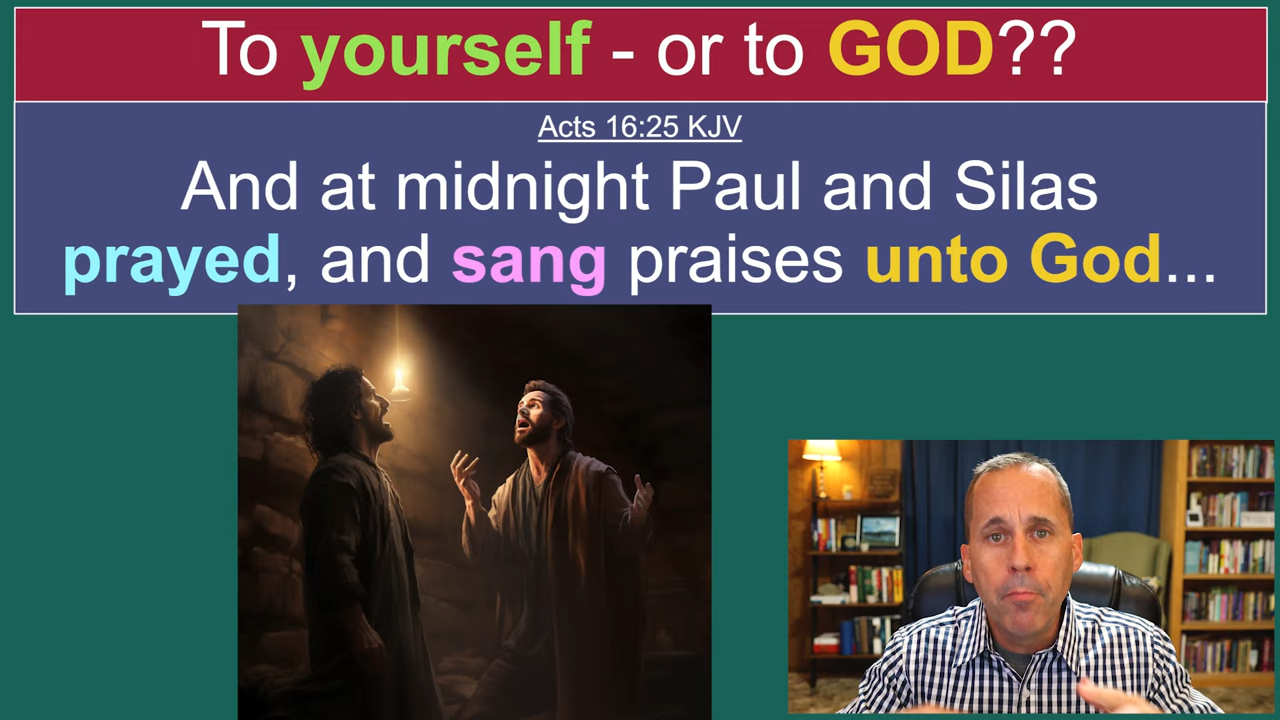 To yourself - or to GOD??
Acts 16:25 KJV
And at midnight Paul and Silas
prayed, and sang praises unto God...